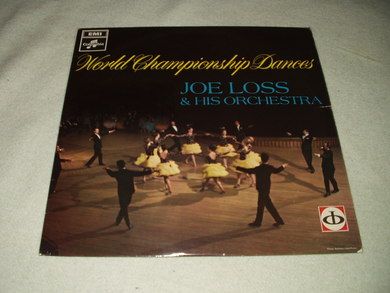 EMI
Columbia
World Championship Dances
JOE LOSS
& HIS ORCHESTRA